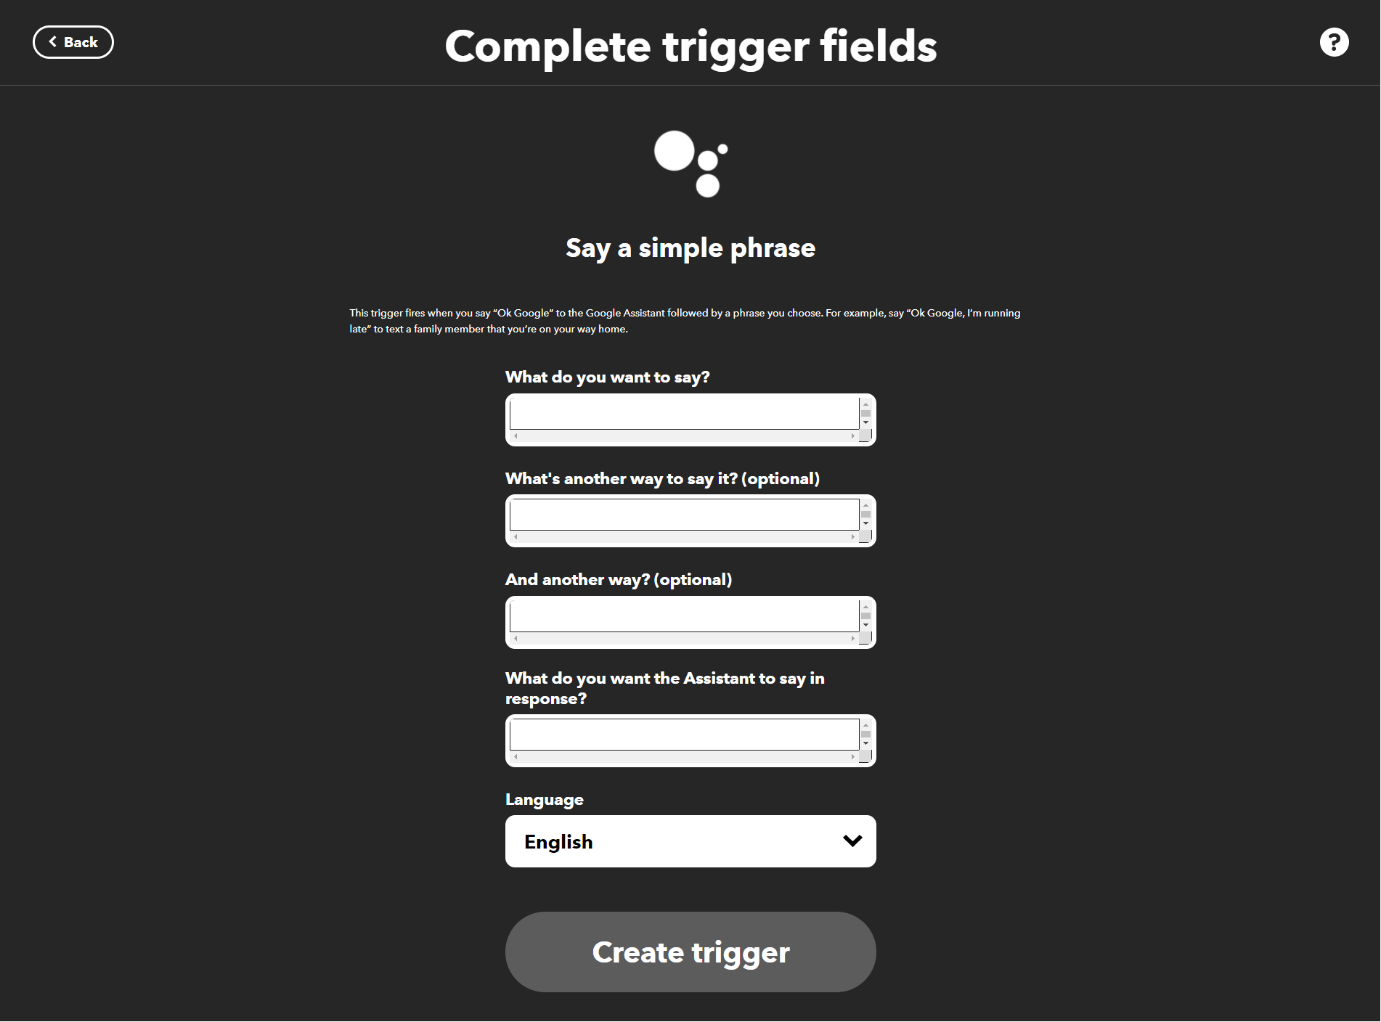 Back
Complete trigger fields
?
Say a simple phrase
This trigger fires when you say “Ok Google” to the Google Assistant followed by a phrase you choose. For example, say “Ok Google, I’m running
late” to text a family member that you’re on your way home.
What do you want to say?
What's another way to say it? (optional)
And another way? (optional)
What do you want the Assistant to say in
response?
Language
English
Create trigger